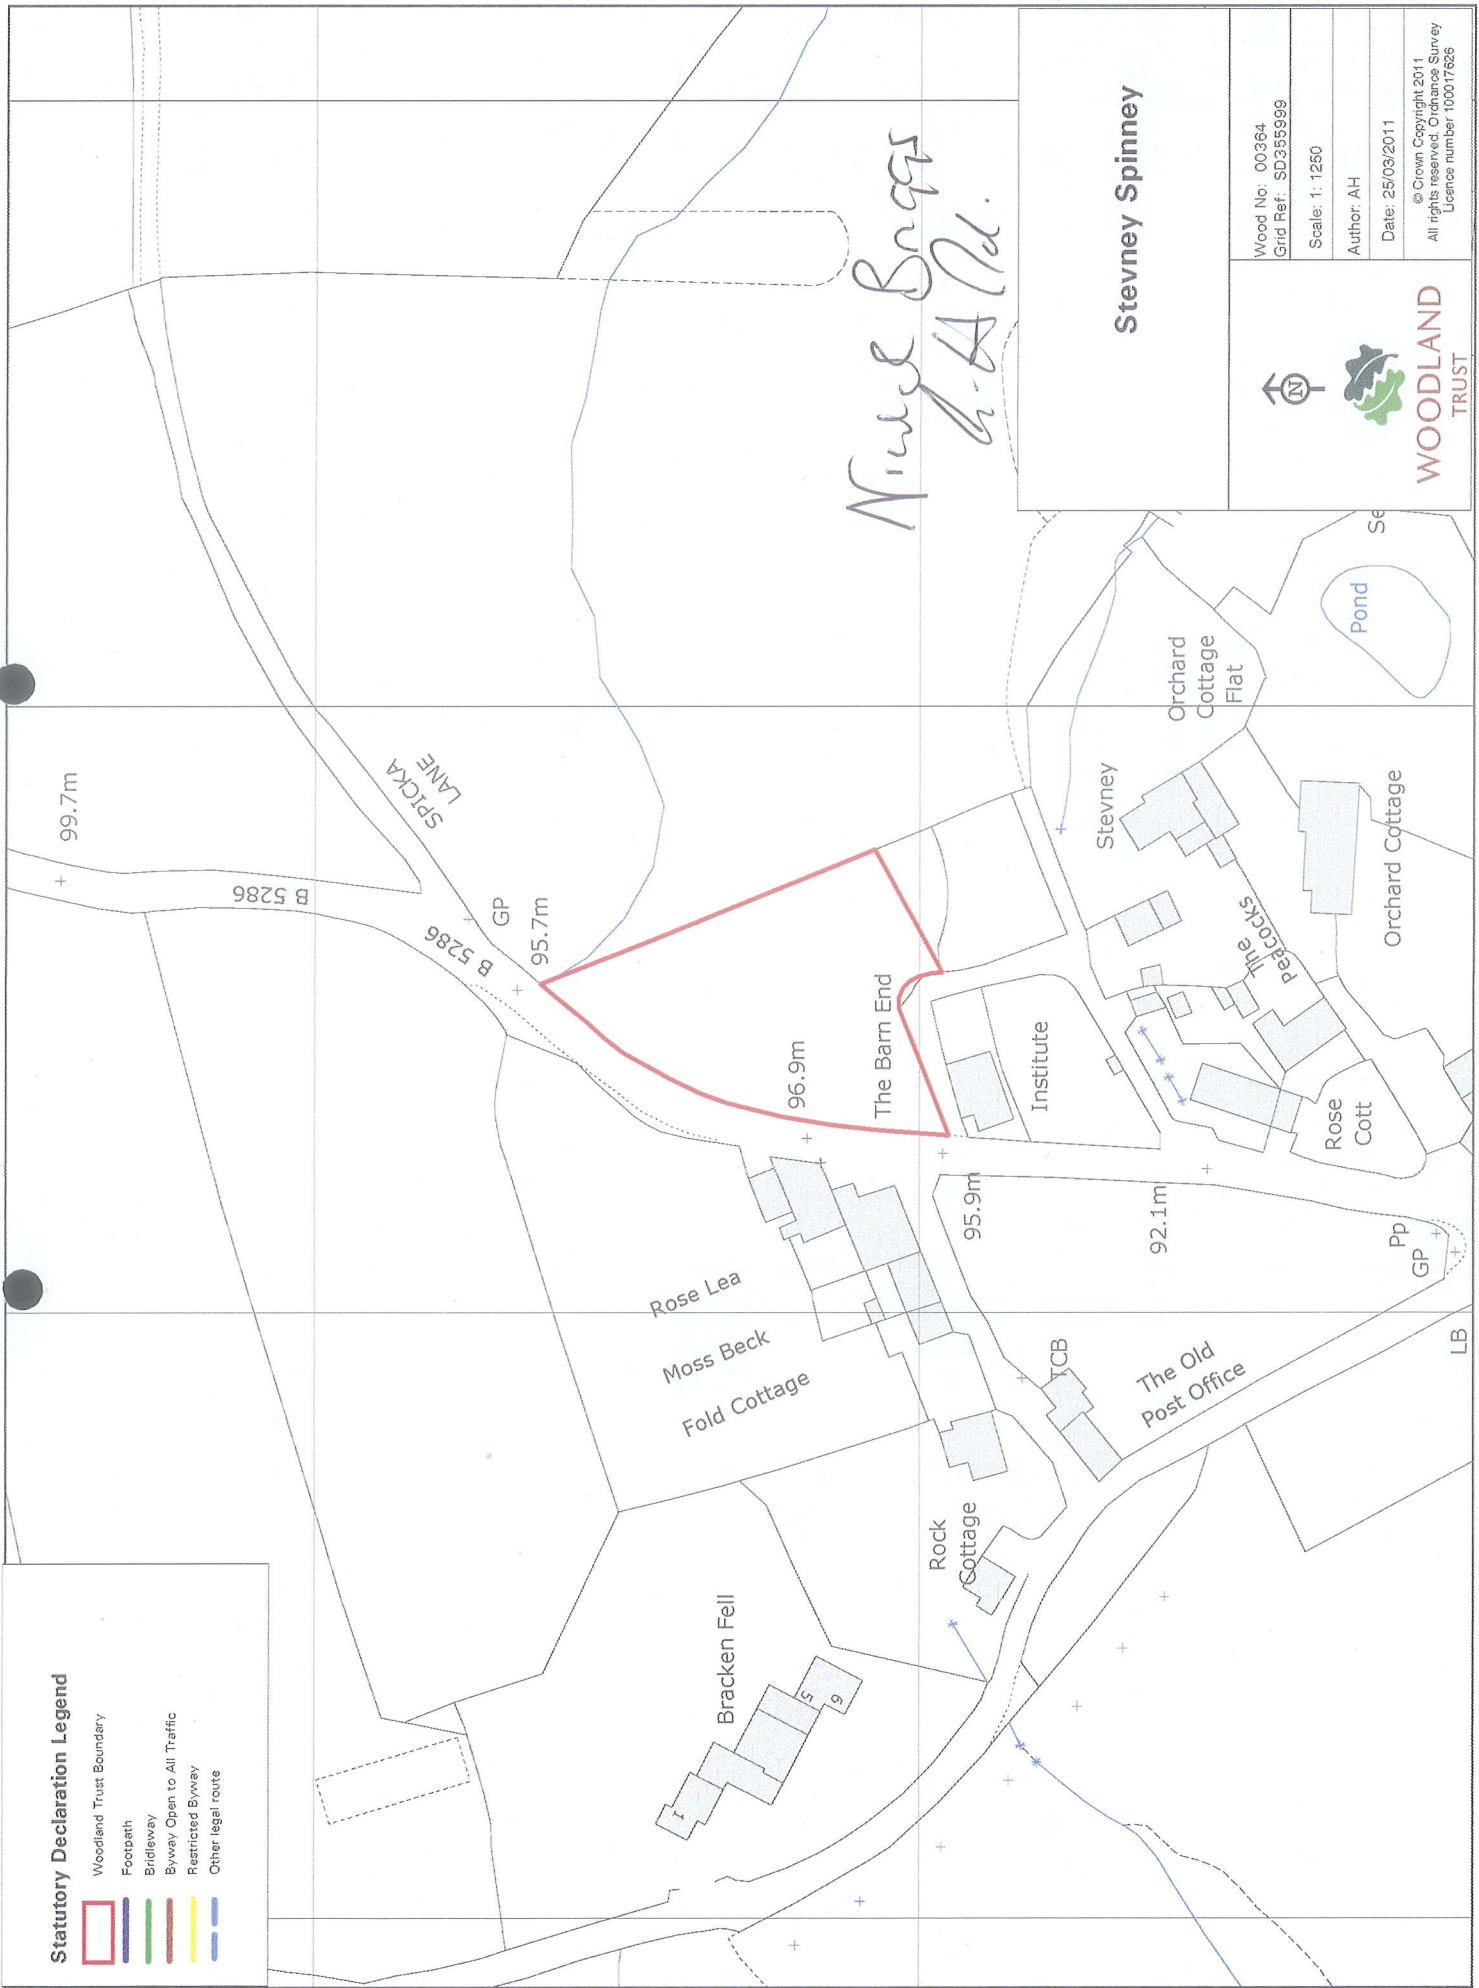 Statutory Declaration Legend
Woodland Trust Boundary
Footpath
Bridleway
Byway Open to All Traffic
Restricted Byway
Other legal route
99.7m
B 5286
SPICKA
LANE
B 5286
GP
95.7m
96.9m
The Barn End
Rose Lea
Moss Beck
Fold Cottage
Bracken Fell
1
5
6
Rock
Cottage
95.9m
Institute
92.1m
TCB
The Old
Post Office
Stevney
Orchard
Cottage
Flat
The
Peacocks
Orchard Cottage
Rose
Cott
Pp
GP
LB
Pond
Se
Briggs
Stevney Spinney
N
WOODLAND
TRUST
Wood No: 00364
Grid Ref: SD355999
Scale: 1: 1250
Author: AH
Date: 25/03/2011
© Crown Copyright 2011
All rights reserved. Ordnance Survey
Licence number 100017626